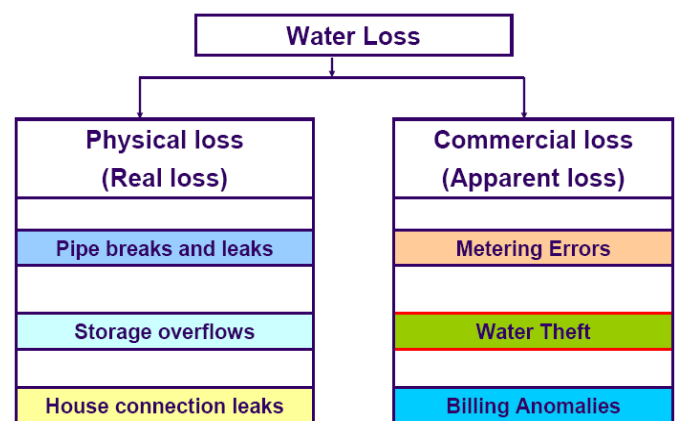 Water Loss
Physical loss
(Real loss)
Pipe breaks and leaks
Storage overflows
House connection leaks
Commercial loss
(Apparent loss)
Metering Errors
Water Theft
Billing Anomalies